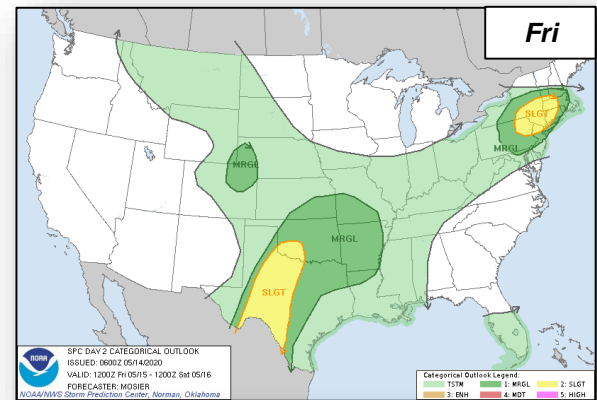 Fri
SLGT
MRGL
MRGL
MRGL
SLGT
NOAA
SPC DAY 2 CATEGORICAL OUTLOOK
ISSUED: 0600Z 05/14/2020
VALID: 1200Z Fri 05/15 - 1200Z Sat 05/16
FORECASTER: MOSIER
NOAA/NWS Storm Prediction Center, Norman, Oklahoma
Categorical Outlook Legend:
TSTM 1: MRGL 2: SLGT
3: ENH 4: MDT 5: HIGH